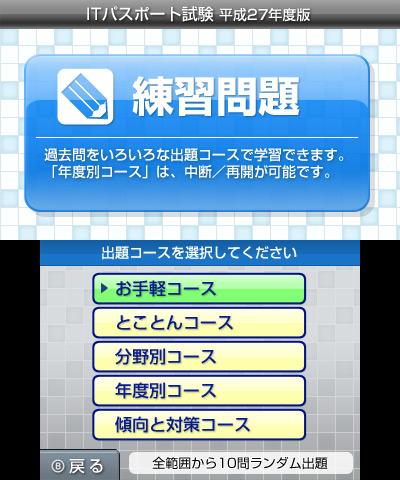 ITパスポート試験 平成27年度版
練習問題
過去問をいろいろな出題コースで学習できます。
「年度別コース」は、中断／再開が可能です。
出題コースを選択してください
お手軽コース
とことんコース
分野別コース
年度別コース
傾向と対策コース
Ⓑ戻る
全範囲から10問ランダム出題